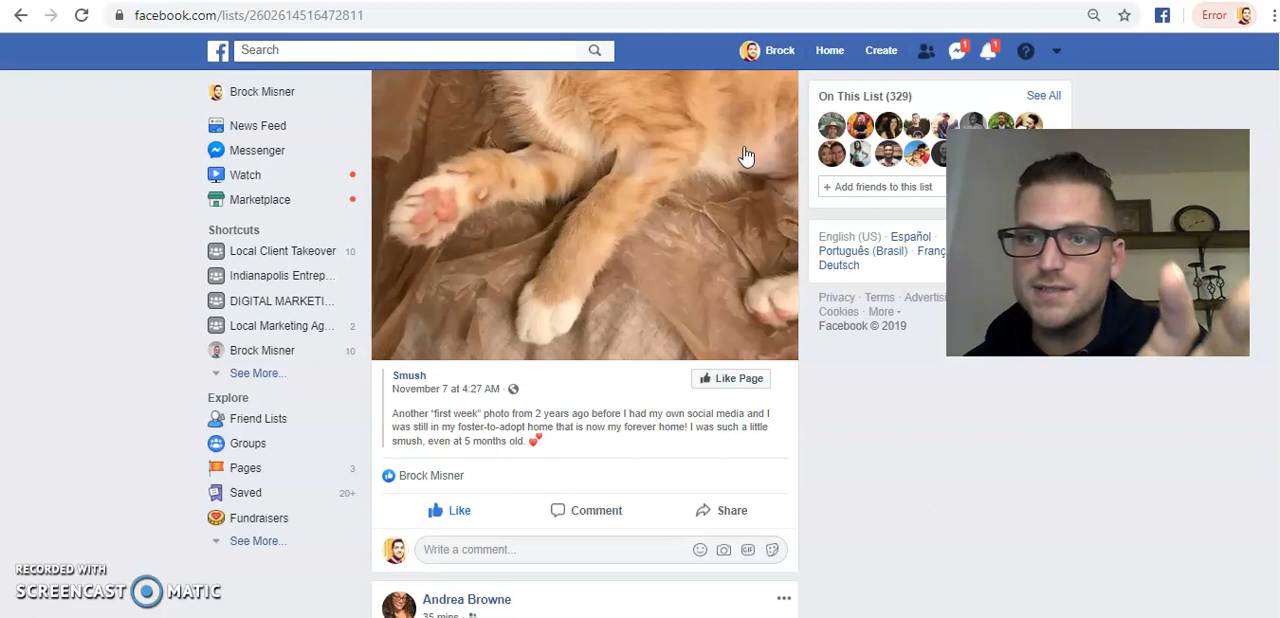 facebook.com/lists/2602614516472811
Error
Search
Brock
Home
Create
1
1
Brock Misner
News Feed
Messenger
Watch
Marketplace
Shortcuts
Local Client Takeover 10
Indianapolis Entrep...
DIGITAL MARKETI...
Local Marketing Ag... 2
Brock Misner 10
See More...
Explore
Friend Lists
Groups
Pages 3
Saved 20+
Fundraisers
See More...
RECORDED WITH
SCREENCAST MATIC
Smush
November 7 at 4:27 AM ·
Like Page
Another “first week” photo from 2 years ago before I had my own social media and I
was still in my foster-to-adopt home that is now my forever home! I was such a little
smush, even at 5 months old. 💕
Brock Misner
Like
Comment
Share
Write a comment...
GIF
Andrea Browne
35 mins ·
On This List (329)
See All
+ Add friends to this list
English (US) · Español ·
Português (Brasil) · Franç
Deutsch
Privacy · Terms · Advertisi
Cookies · More
Facebook © 2019